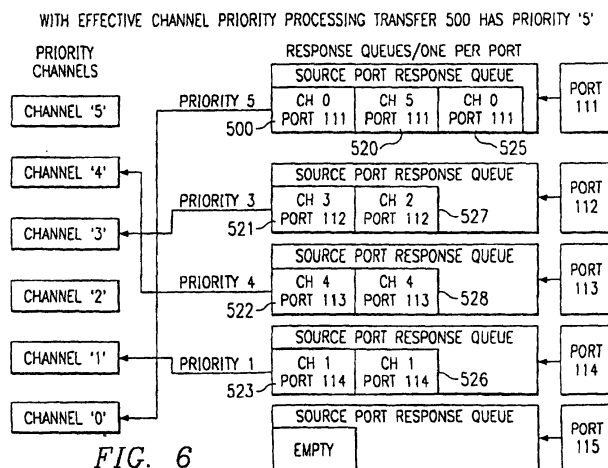 WITH EFFECTIVE CHANNEL PRIORITY PROCESSING TRANSFER 500 HAS PRIORITY '5'
PRIORITY
CHANNELS
RESPONSE QUEUES/ONE PER PORT
CHANNEL '5'
CHANNEL '4'
CHANNEL '3'
CHANNEL '2'
CHANNEL '1'
CHANNEL '0'
SOURCE PORT RESPONSE QUEUE
PRIORITY 5
CH 0
PORT 111
CH 5
PORT 111
CH 0
PORT 111
500
520
525
PORT
111
SOURCE PORT RESPONSE QUEUE
PRIORITY 3
CH 3
PORT 112
CH 2
PORT 112
521
527
PORT
112
SOURCE PORT RESPONSE QUEUE
PRIORITY 4
CH 4
PORT 113
CH 4
PORT 113
522
528
PORT
113
SOURCE PORT RESPONSE QUEUE
PRIORITY 1
CH 1
PORT 114
CH 1
PORT 114
523
526
PORT
114
SOURCE PORT RESPONSE QUEUE
EMPTY
PORT
115
FIG. 6